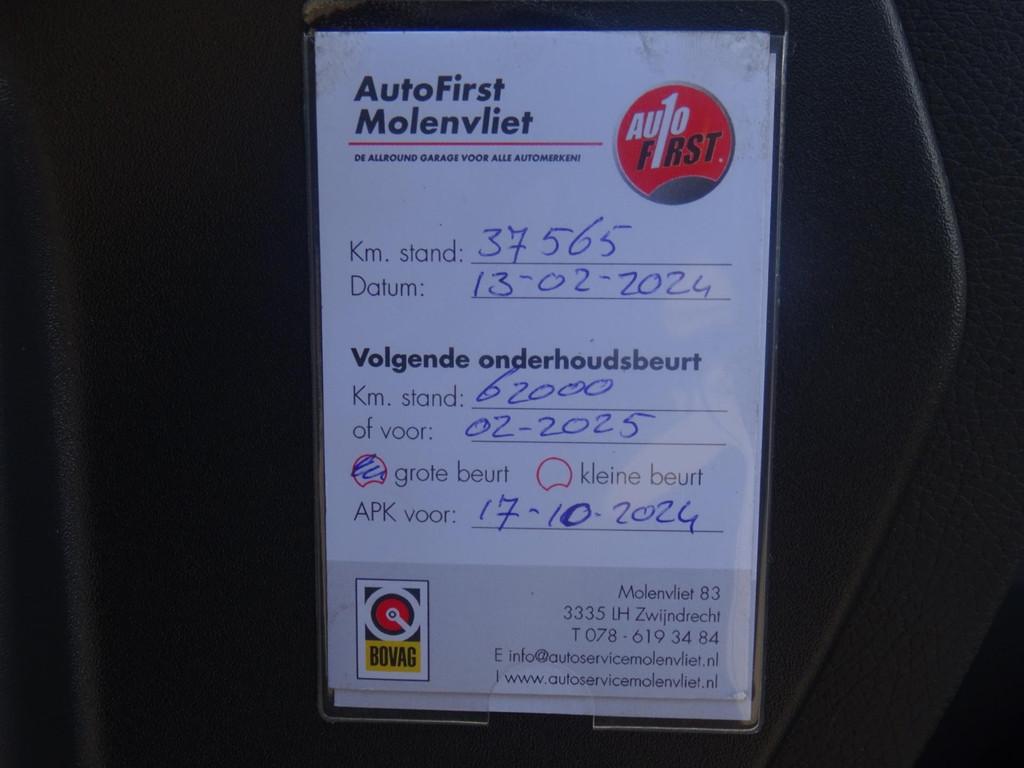 AutoFirst
Molenvliet
DE ALLROUND GARAGE VOOR ALLE AUTOMERKEN!
AUTO
FIRST.
Km. stand: 37565
Datum: 13-02-2024
Volgende onderhoudsbeurt
Km. stand: 62000
of voor: 02-2025
grote beurt kleine beurt
APK voor: 17-10-2024
BOVAG
Molenvliet 83
3335 LH Zwijndrecht
T 078 - 619 34 84
E info@autoservicemolenvliet.nl
I www.autoservicemolenvliet.nl